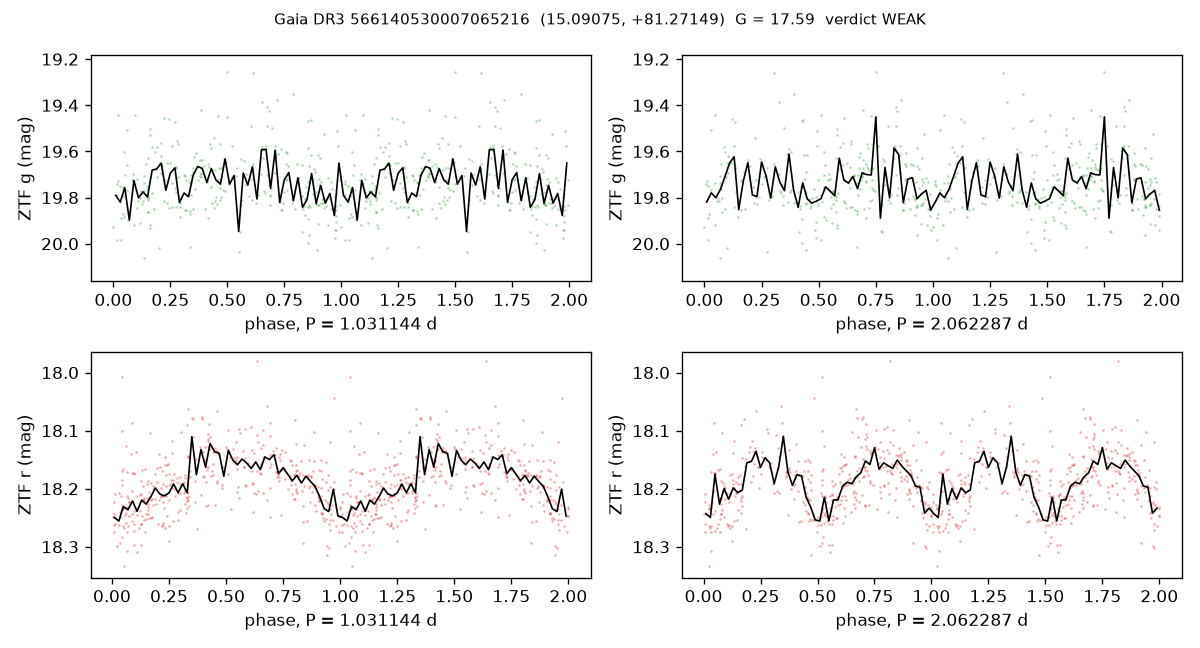 Gaia DR3 566140530007065216  (15.09075, +81.27149)  G = 17.59  verdict WEAK
19.2
19.4
19.6
19.8
20.0
ZTF g (mag)
0.00 0.25 0.50 0.75 1.00 1.25 1.50 1.75 2.00
phase, P = 1.031144 d
19.2
19.4
19.6
19.8
20.0
ZTF g (mag)
0.00 0.25 0.50 0.75 1.00 1.25 1.50 1.75 2.00
phase, P = 2.062287 d
18.0
18.1
18.2
18.3
ZTF r (mag)
0.00 0.25 0.50 0.75 1.00 1.25 1.50 1.75 2.00
phase, P = 1.031144 d
18.0
18.1
18.2
18.3
ZTF r (mag)
0.00 0.25 0.50 0.75 1.00 1.25 1.50 1.75 2.00
phase, P = 2.062287 d